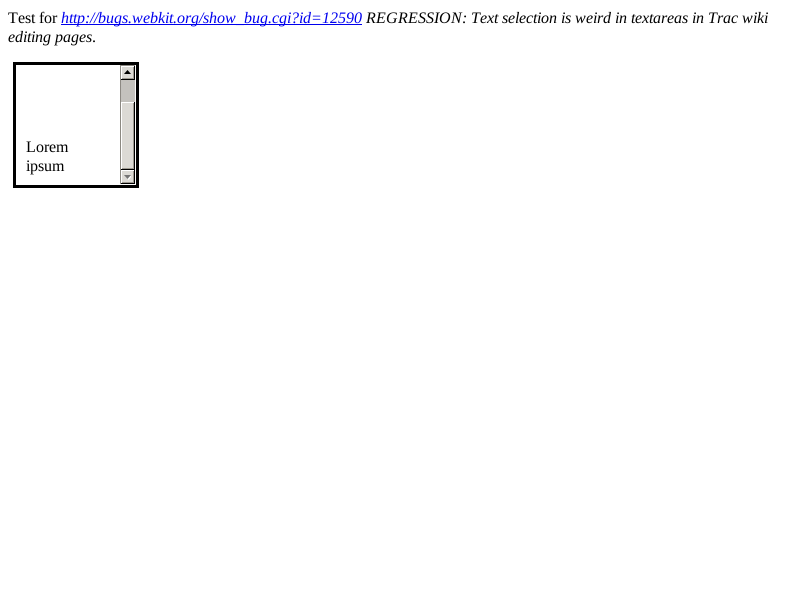 Test for http://bugs.webkit.org/show_bug.cgi?id=12590 REGRESSION: Text selection is weird in textareas in Trac wiki
editing pages.
Lorem
ipsum